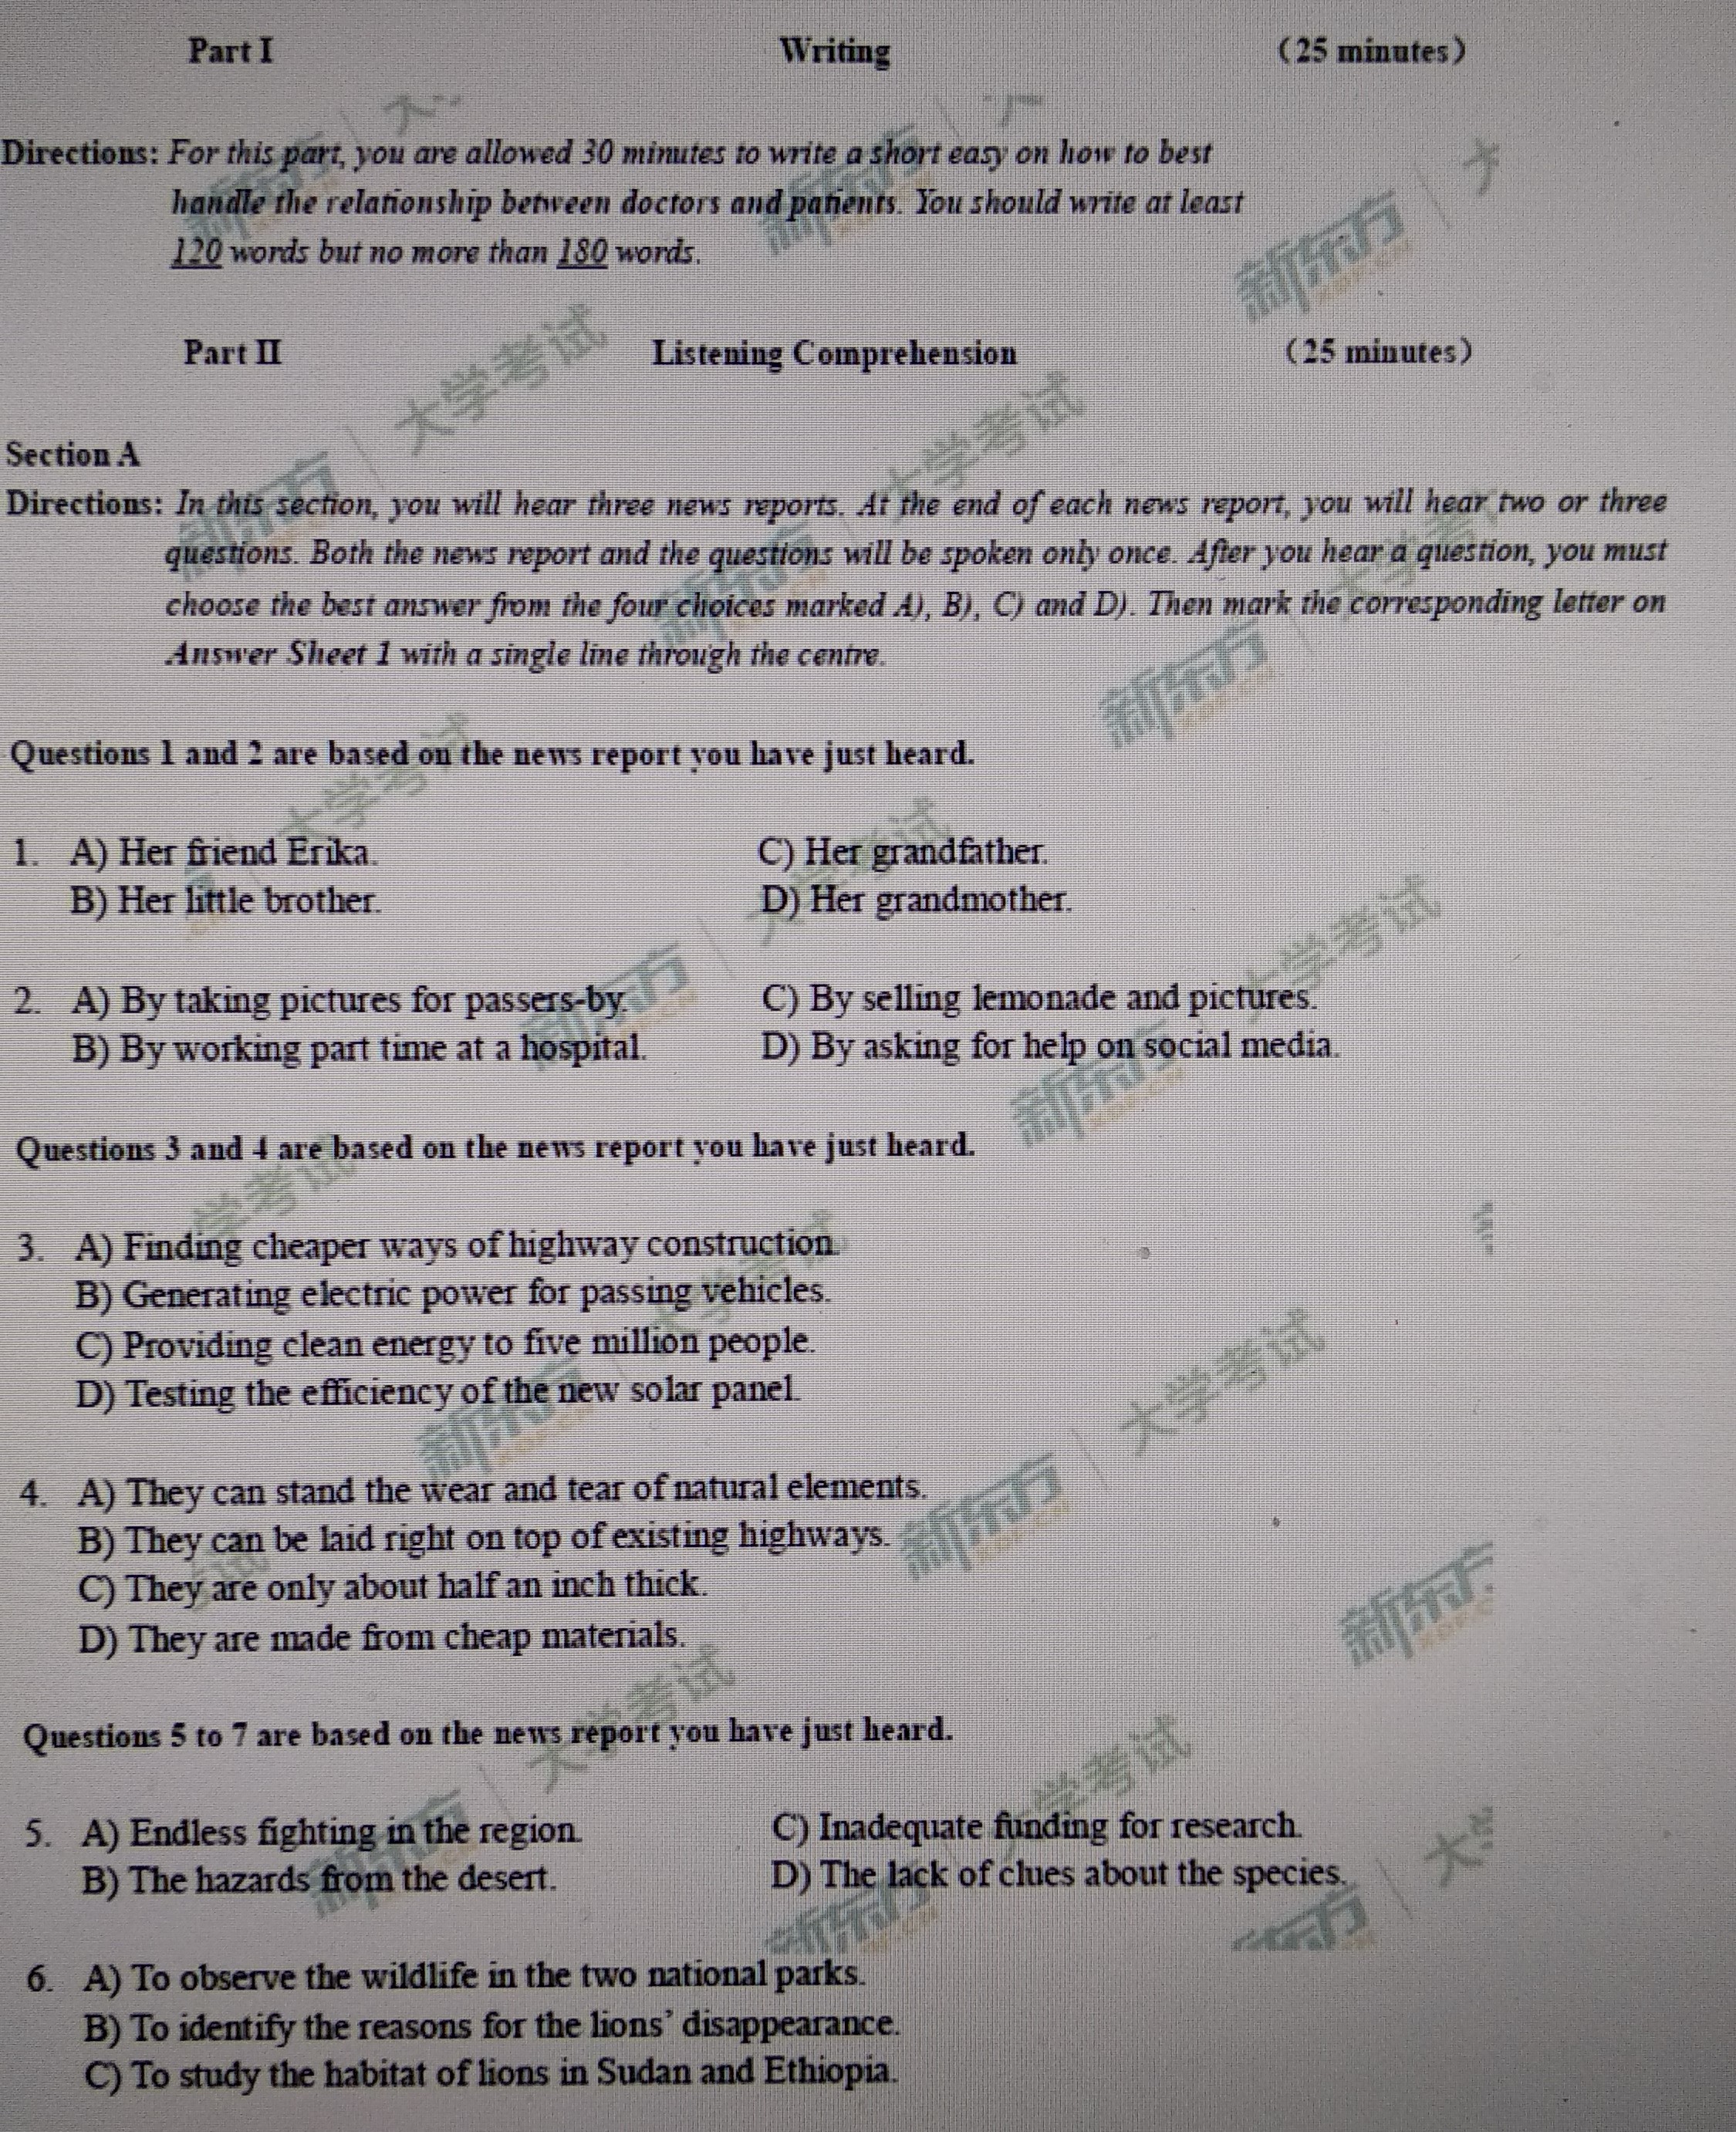 Part I Writing （25 minutes）
Directions: For this part, you are allowed 30 minutes to write a short easy on how to best
handle the relationship between doctors and patients. You should write at least
120 words but no more than 180 words.
Part II Listening Comprehension （25 minutes）
Section A
Directions: In this section, you will hear three news reports. At the end of each news report, you will hear two or three
questions. Both the news report and the questions will be spoken only once. After you hear a question, you must
choose the best answer from the four choices marked A), B), C) and D). Then mark the corresponding letter on
Answer Sheet 1 with a single line through the centre.
Questions 1 and 2 are based on the news report you have just heard.
1. A) Her friend Erika. C) Her grandfather.
B) Her little brother. D) Her grandmother.
2. A) By taking pictures for passers-by. C) By selling lemonade and pictures.
B) By working part time at a hospital. D) By asking for help on social media.
Questions 3 and 4 are based on the news report you have just heard.
3. A) Finding cheaper ways of highway construction.
B) Generating electric power for passing vehicles.
C) Providing clean energy to five million people.
D) Testing the efficiency of the new solar panel.
4. A) They can stand the wear and tear of natural elements.
B) They can be laid right on top of existing highways.
C) They are only about half an inch thick.
D) They are made from cheap materials.
Questions 5 to 7 are based on the news report you have just heard.
5. A) Endless fighting in the region. C) Inadequate funding for research.
B) The hazards from the desert. D) The lack of clues about the species.
6. A) To observe the wildlife in the two national parks.
B) To identify the reasons for the lions’ disappearance.
C) To study the habitat of lions in Sudan and Ethiopia.
新东方 XDF.CN | 大学考试